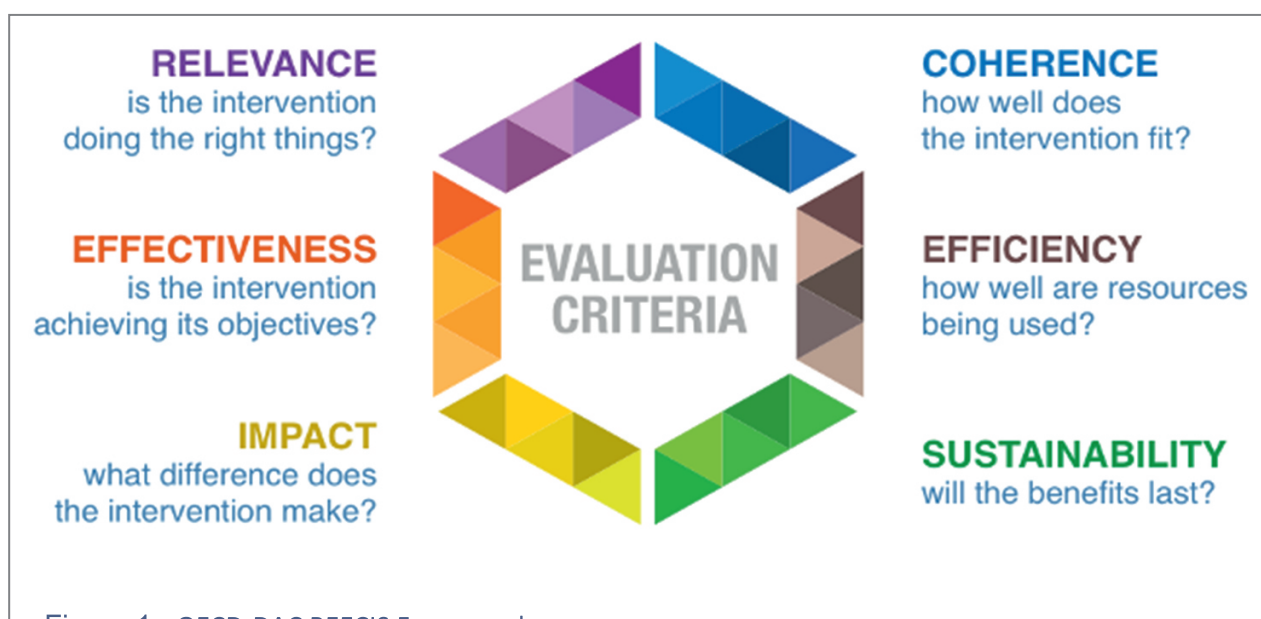 RELEVANCE
is the intervention
doing the right things?
COHERENCE
how well does
the intervention fit?
EFFECTIVENESS
is the intervention
achieving its objectives?
EVALUATION
CRITERIA
EFFICIENCY
how well are resources
being used?
IMPACT
what difference does
the intervention make?
SUSTAINABILITY
will the benefits last?